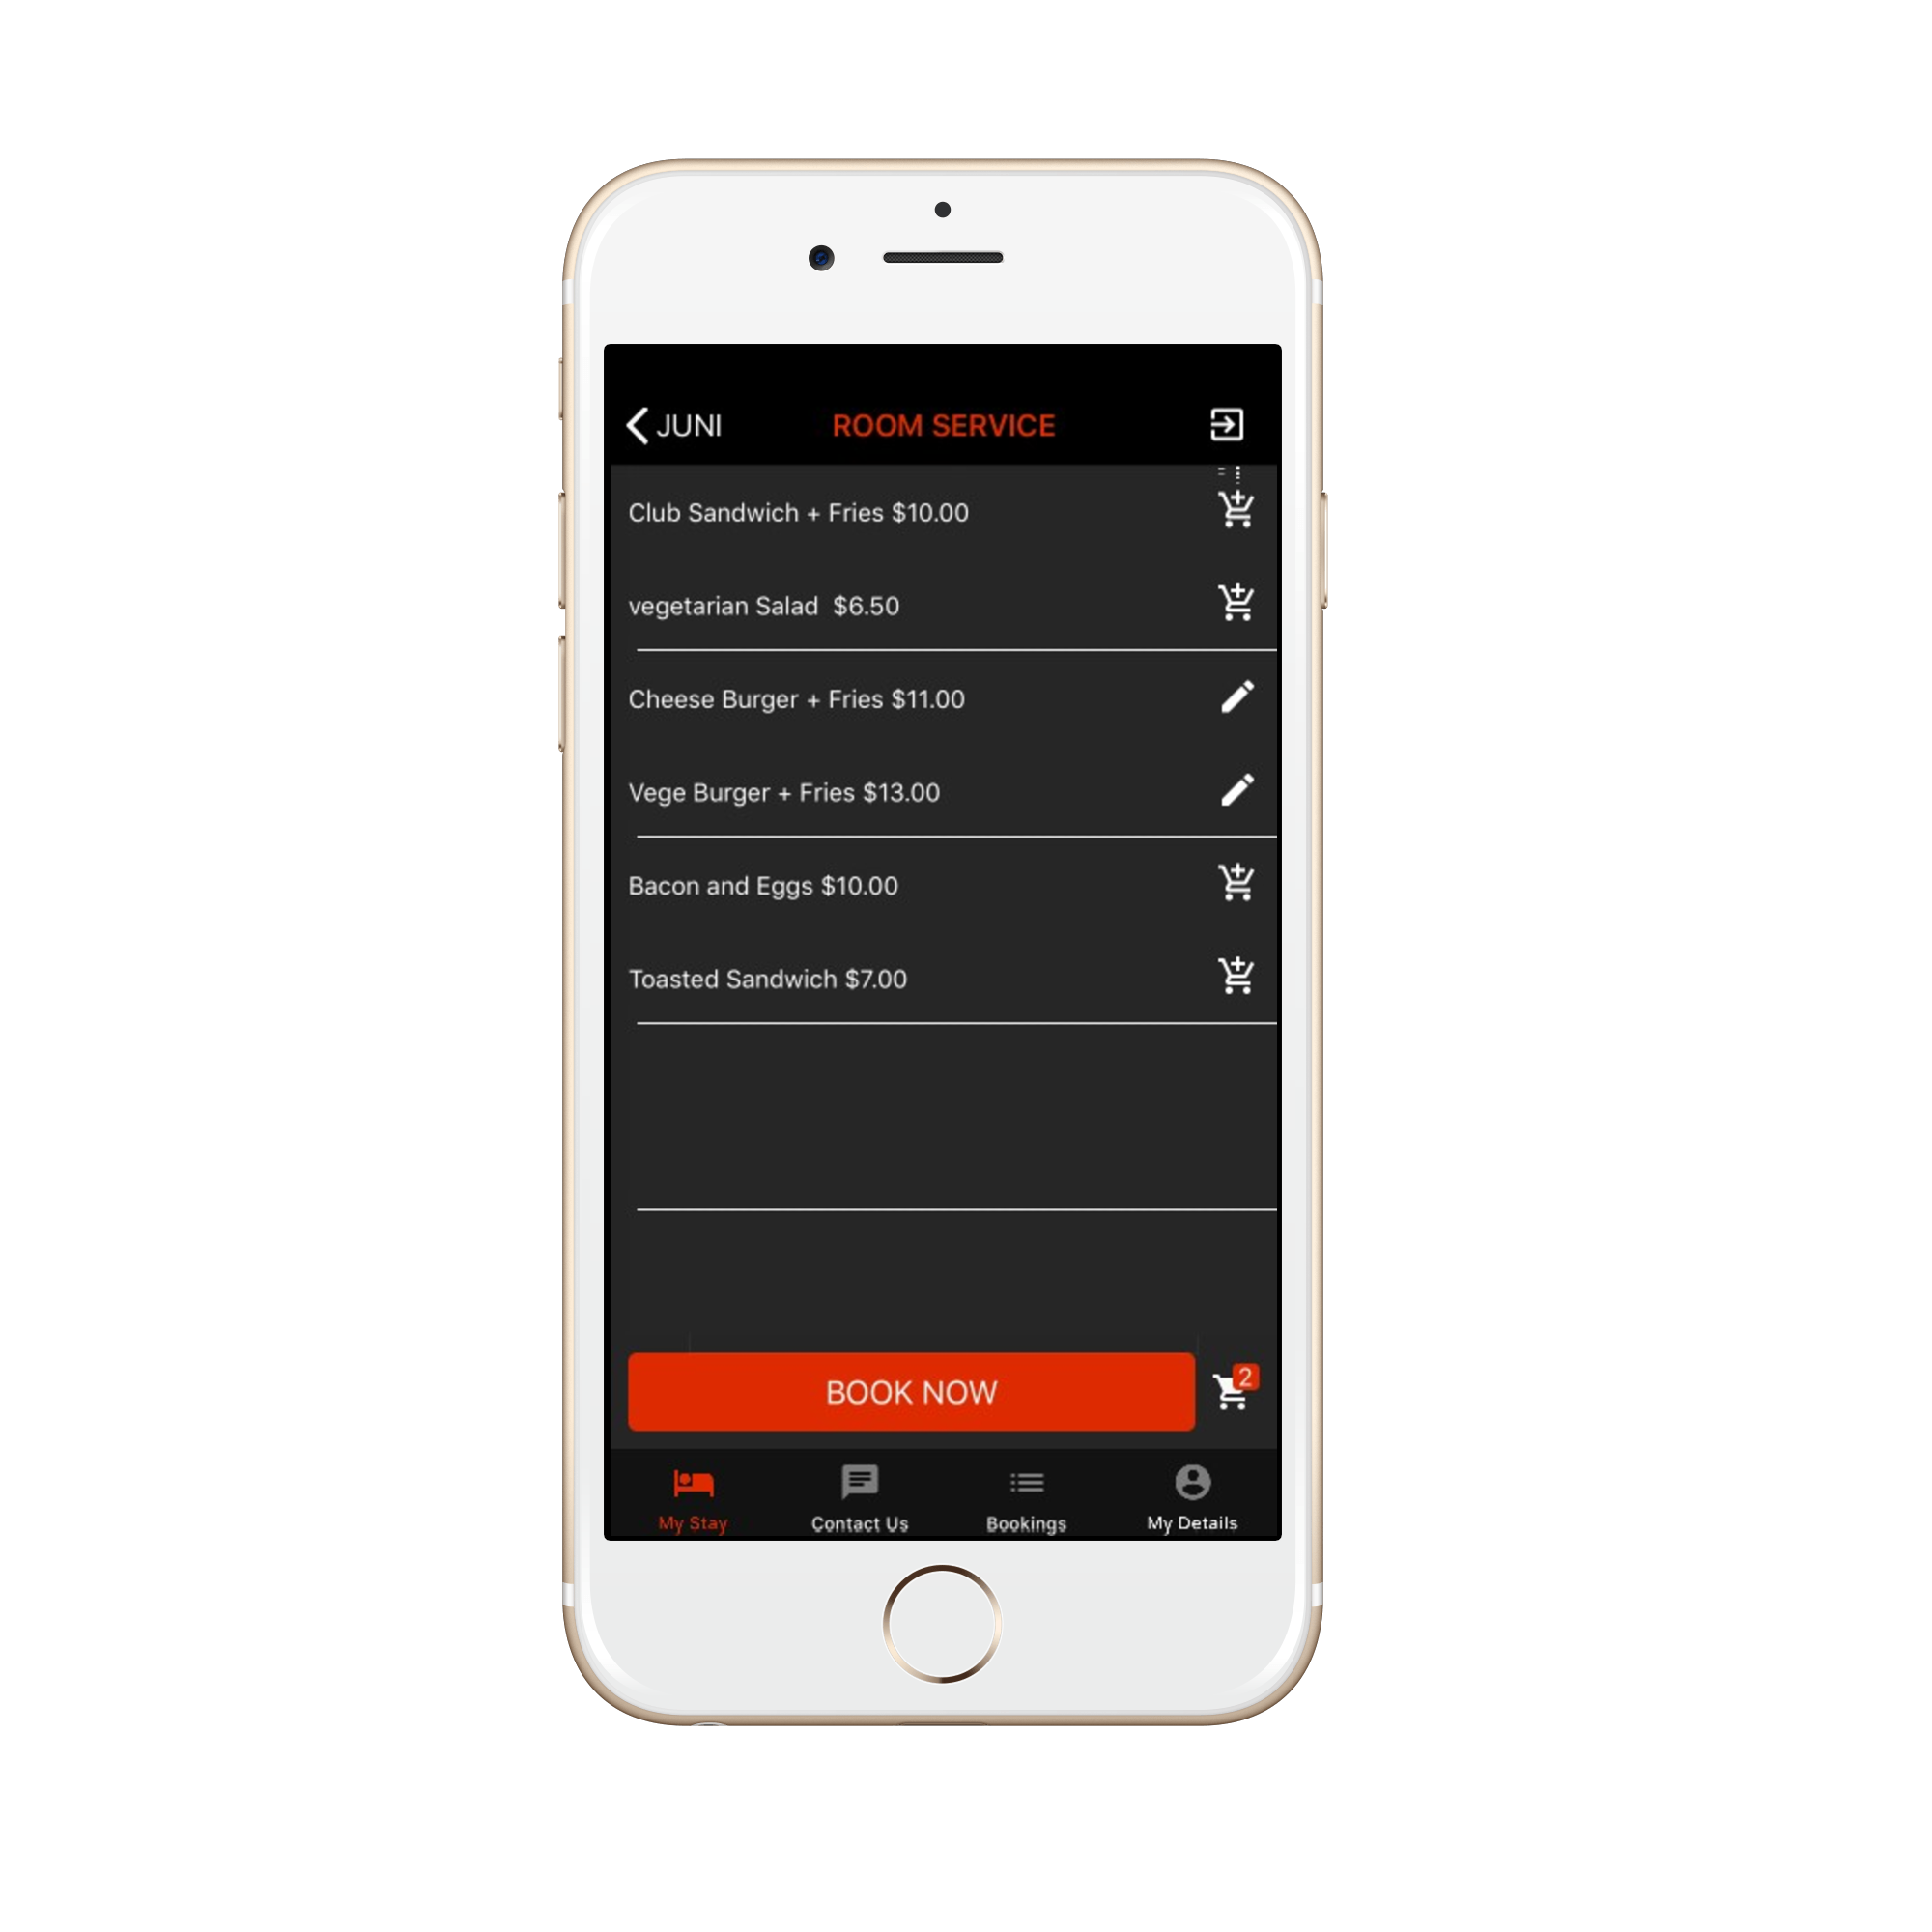 JUNI ROOM SERVICE
Club Sandwich + Fries $10.00
vegetarian Salad $6.50
Cheese Burger + Fries $11.00
Vege Burger + Fries $13.00
Bacon and Eggs $10.00
Toasted Sandwich $7.00
BOOK NOW 2
My Stay Contact Us Bookings My Details